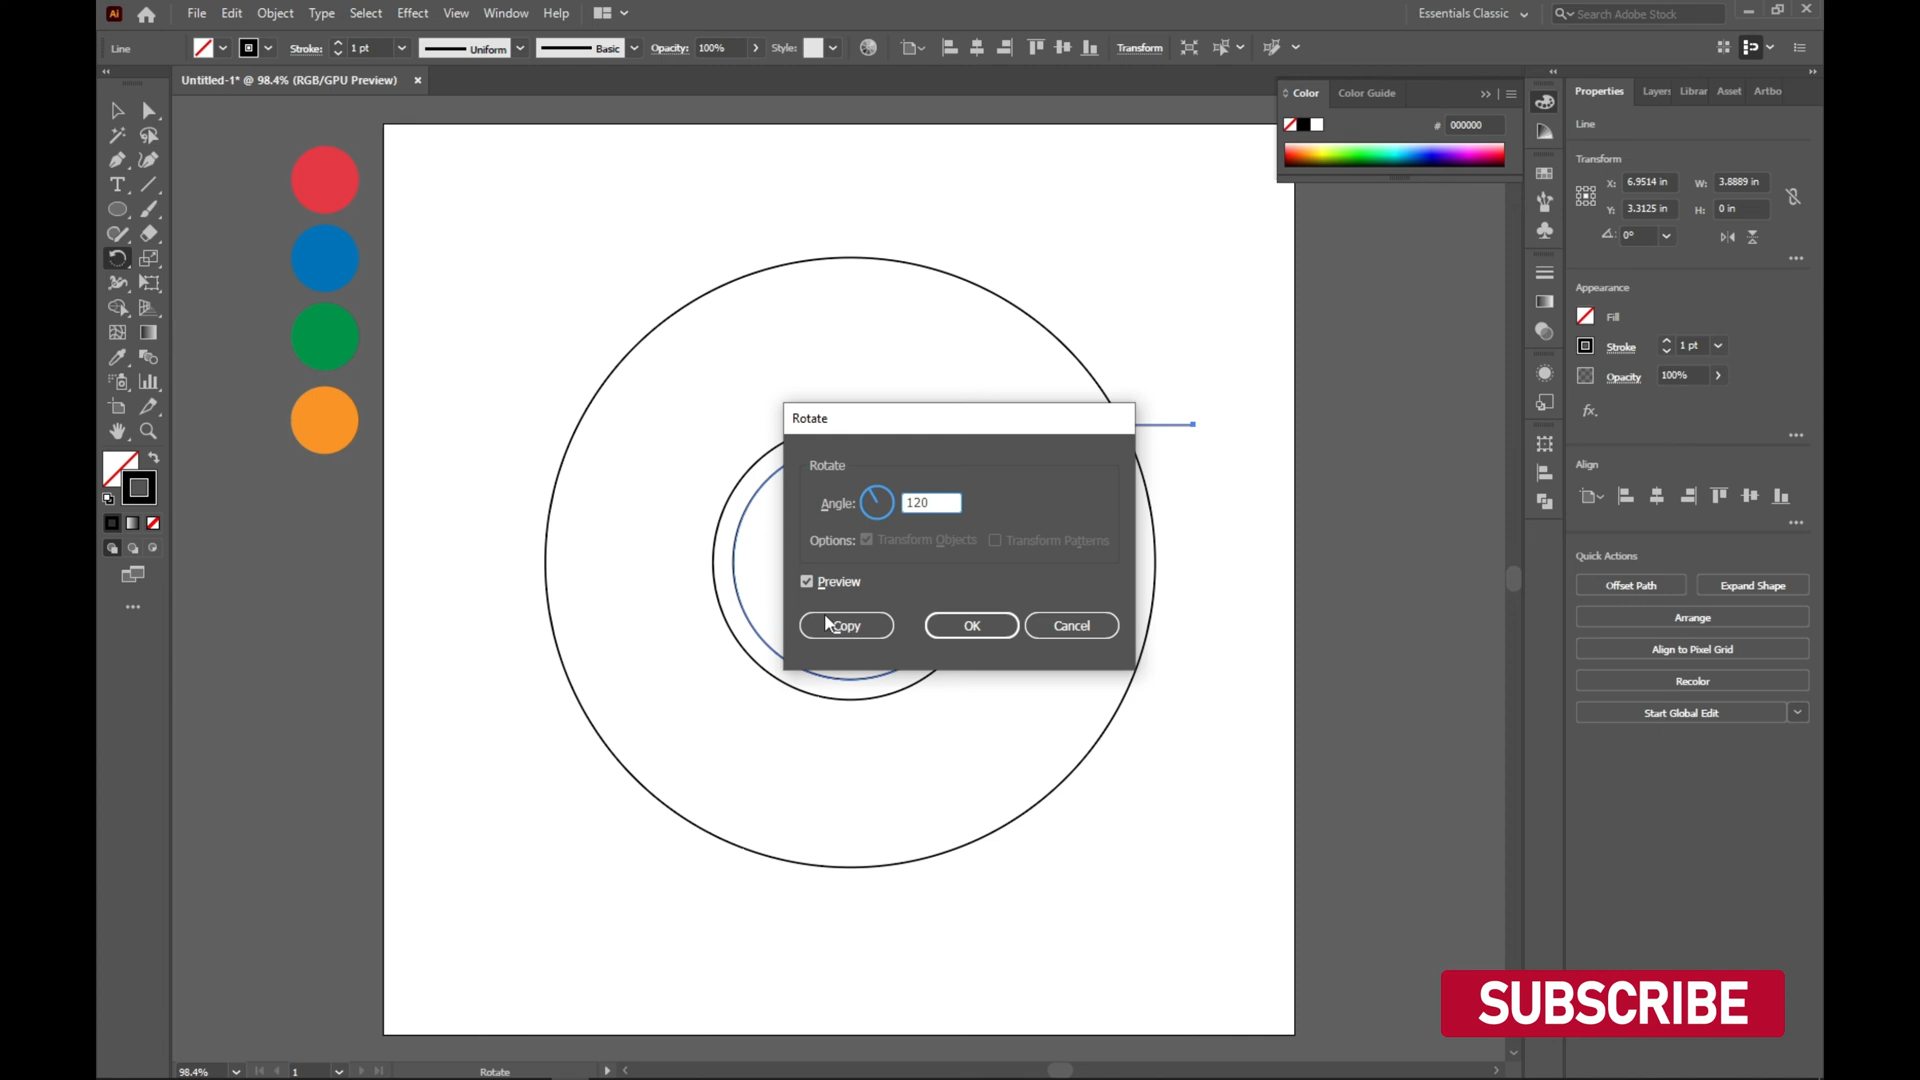 Ai File Edit Object Type Select Effect View Window Help Essentials Classic Search Adobe Stock
Line Stroke: 1 pt Uniform Basic Opacity: 100% Style: Transform
Untitled-1* @ 98.4% (RGB/GPU Preview)
Color Color Guide
# 000000
Properties Layers Librar Asset Artbo
Line
Transform
X: 6.9514 in W: 3.8889 in
Y: 3.3125 in H: 0 in
0°
Appearance
Fill
Stroke 1 pt
Opacity 100%
fx.
Align
Quick Actions
Offset Path Expand Shape
Arrange
Align to Pixel Grid
Recolor
Start Global Edit
Rotate
Rotate
Angle: 120
Options: Transform Objects Transform Patterns
Preview
Copy OK Cancel
SUBSCRIBE
98.4% 1 Rotate